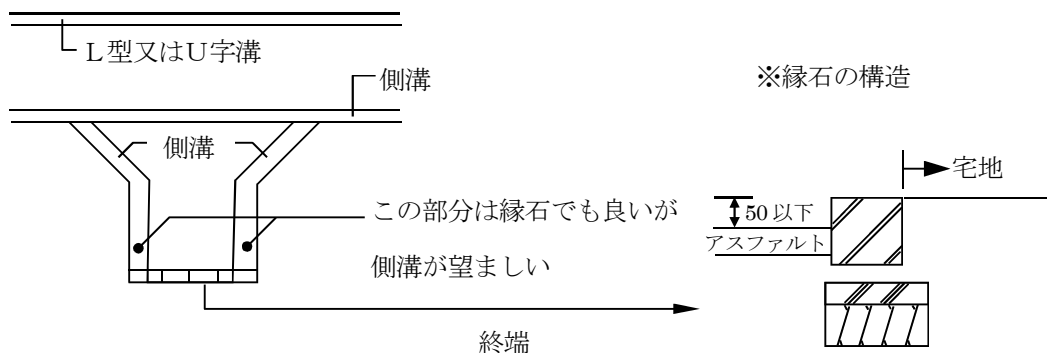 L型又はU字溝
側溝
※縁石の構造
側溝
宅地
この部分は縁石でも良いが
側溝が望ましい
50以下
アスファルト
終端